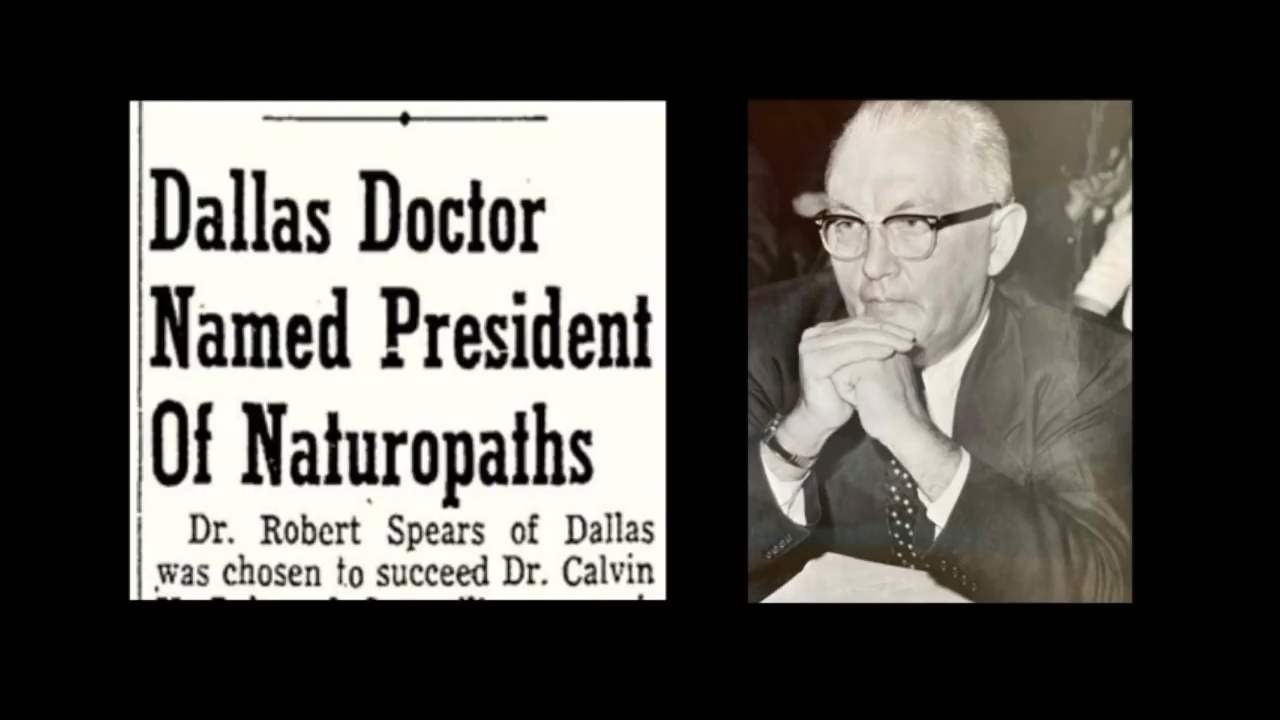 Dallas Doctor
Named President
Of Naturopaths
Dr. Robert Spears of Dallas
was chosen to succeed Dr. Calvin